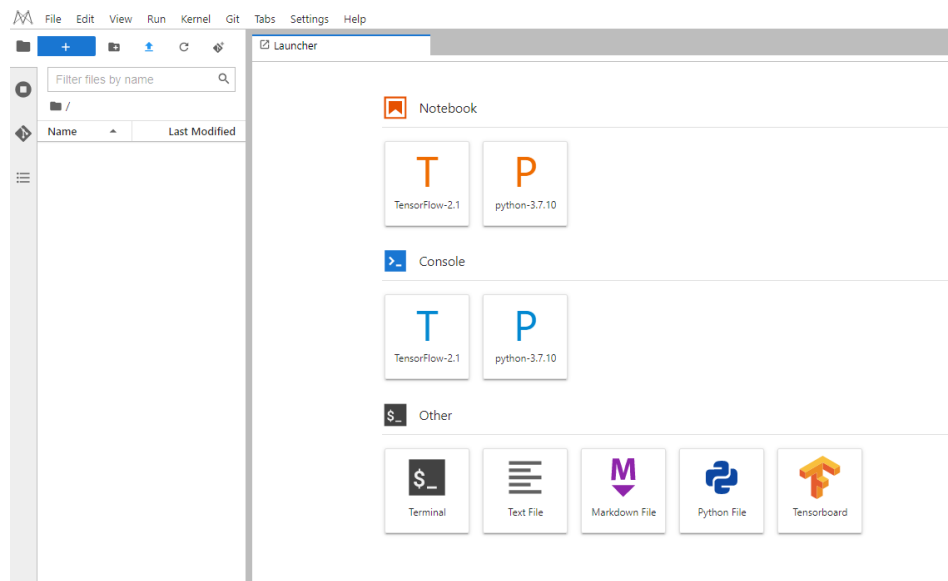 File Edit View Run Kernel Git Tabs Settings Help
+
Launcher
Filter files by name
/
Name Last Modified
Notebook
T P
TensorFlow-2.1 python-3.7.10
>_ Console
T P
TensorFlow-2.1 python-3.7.10
$_ Other
$_ M
Terminal Text File Markdown File Python File Tensorboard